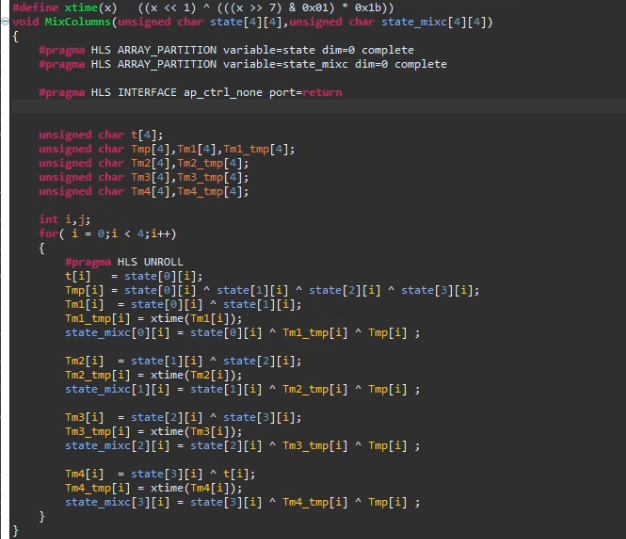 #define xtime(x)   ((x << 1) ^ (((x >> 7) & 0x01) * 0x1b))
void MixColumns(unsigned char state[4][4],unsigned char state_mixc[4][4])
{
    #pragma HLS ARRAY_PARTITION variable=state dim=0 complete
    #pragma HLS ARRAY_PARTITION variable=state_mixc dim=0 complete

    #pragma HLS INTERFACE ap_ctrl_none port=return


    unsigned char t[4];
    unsigned char Tmp[4],Tm1[4],Tm1_tmp[4];
    unsigned char Tm2[4],Tm2_tmp[4];
    unsigned char Tm3[4],Tm3_tmp[4];
    unsigned char Tm4[4],Tm4_tmp[4];

    int i,j;
    for( i = 0;i < 4;i++)
    {
        #pragma HLS UNROLL
        t[i]   = state[0][i];
        Tmp[i] = state[0][i] ^ state[1][i] ^ state[2][i] ^ state[3][i];
        Tm1[i]  = state[0][i] ^ state[1][i];
        Tm1_tmp[i] = xtime(Tm1[i]);
        state_mixc[0][i] = state[0][i] ^ Tm1_tmp[i] ^ Tmp[i] ;

        Tm2[i]  = state[1][i] ^ state[2][i];
        Tm2_tmp[i] = xtime(Tm2[i]);
        state_mixc[1][i] = state[1][i] ^ Tm2_tmp[i] ^ Tmp[i] ;

        Tm3[i]  = state[2][i] ^ state[3][i];
        Tm3_tmp[i] = xtime(Tm3[i]);
        state_mixc[2][i] = state[2][i] ^ Tm3_tmp[i] ^ Tmp[i] ;

        Tm4[i]  = state[3][i] ^ t[i];
        Tm4_tmp[i] = xtime(Tm4[i]);
        state_mixc[3][i] = state[3][i] ^ Tm4_tmp[i] ^ Tmp[i] ;
    }
}